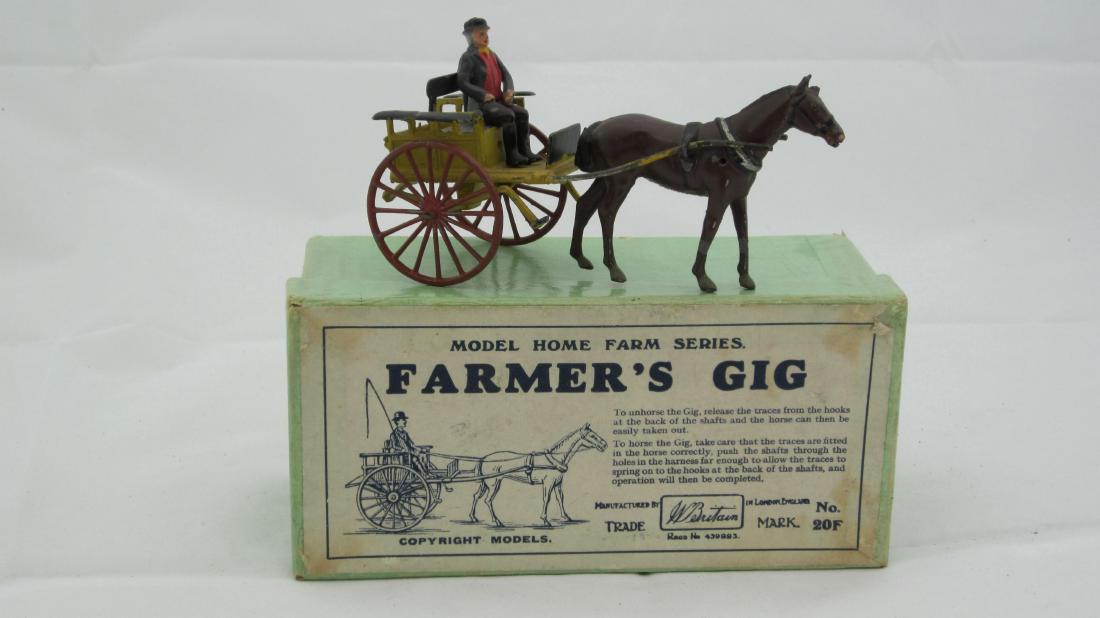 MODEL HOME FARM SERIES.
FARMER'S GIG
To unhorse the Gig, release the traces from the hooks
at the back of the shafts and the horse can then be
easily taken out.
To horse the Gig, take care that the traces are fitted
in the horse correctly, push the shafts through the
holes in the harness far enough to allow the traces to
spring on to the hooks at the back of the shafts, and
operation will then be completed.
MANUFACTURED BY W Britain IN LONDON, ENGLAND
TRADE MARK.
REGD No 459993.
No.
20F
COPYRIGHT MODELS.